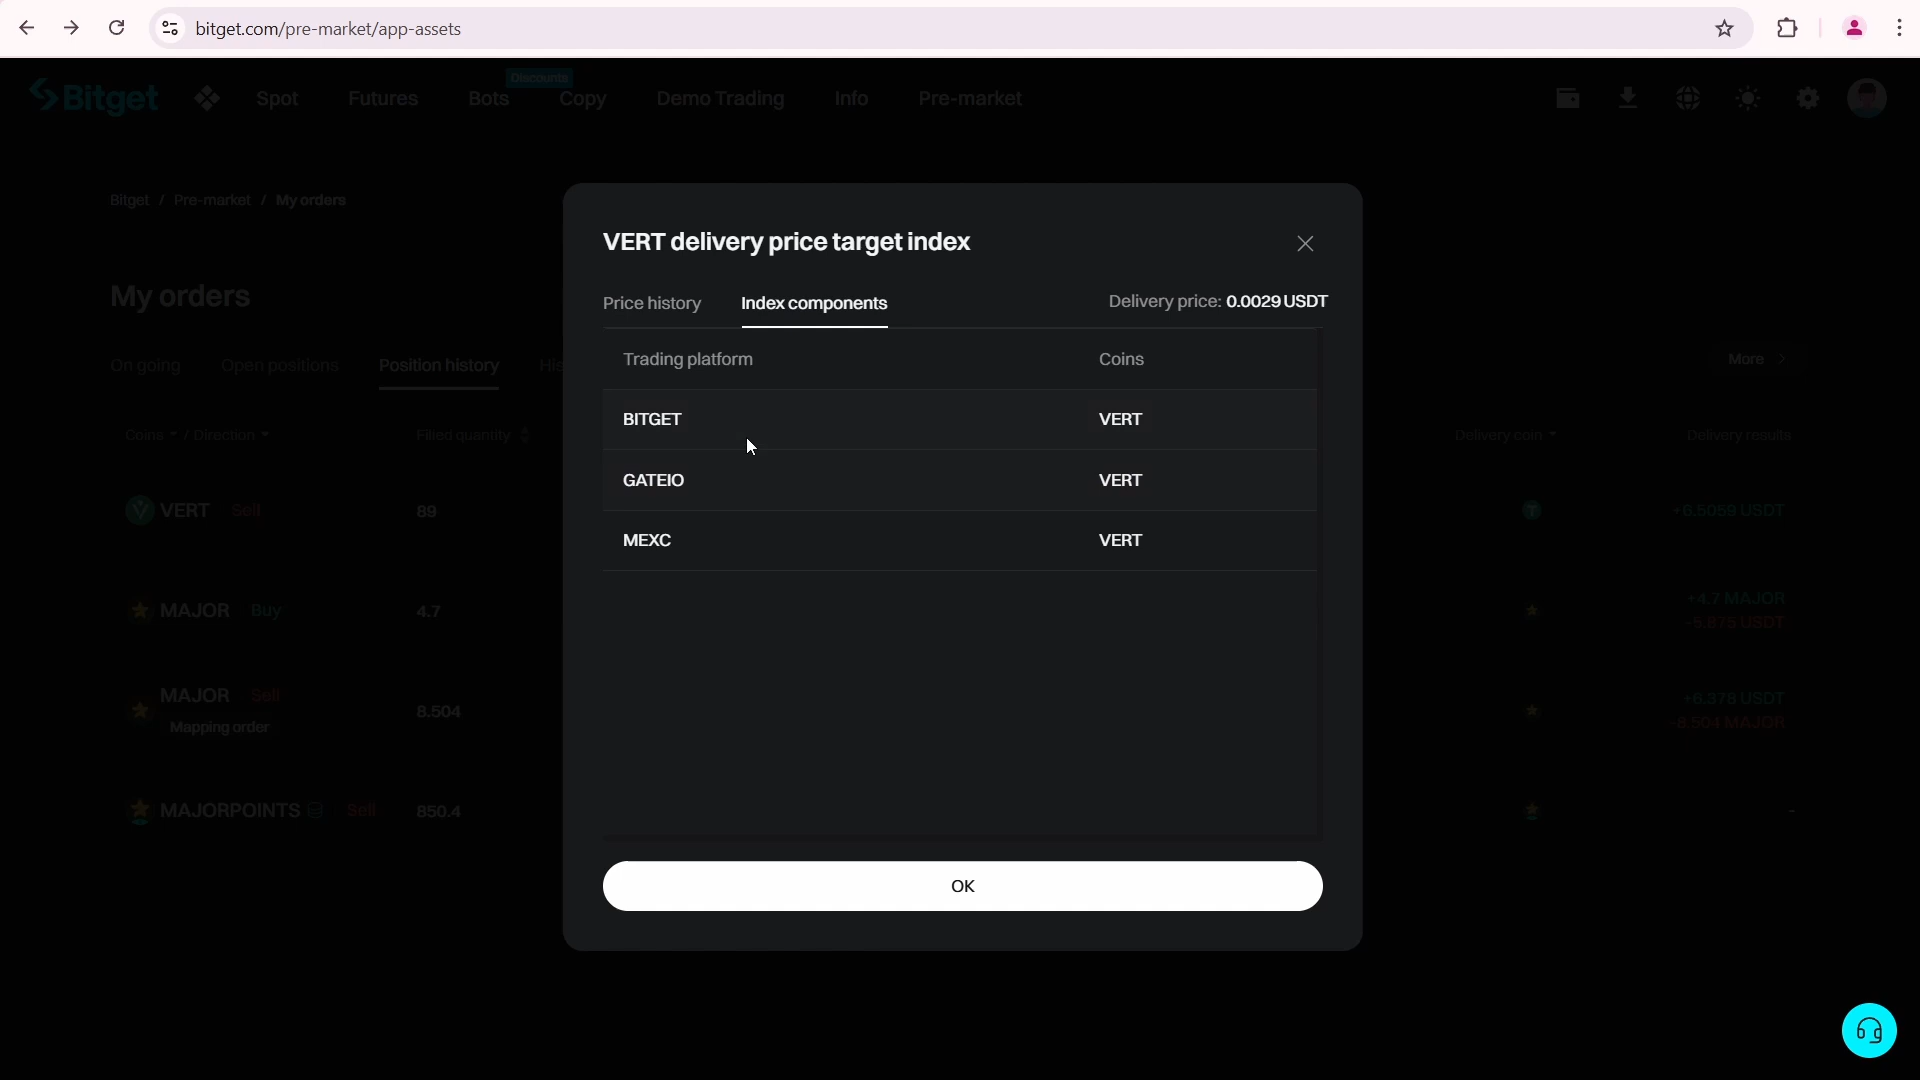 bitget.com/pre-market/app-assets
Bitget
Spot
Futures
Bots
Discounts
Copy
Demo Trading
Info
Pre-market
Bitget / Pre-market / My orders
My orders
On going
Open positions
Position history
More
Coins / Direction
Filled quantity
Delivery coin
Delivery results
VERT Sell
89
+6.5059 USDT
MAJOR Buy
4.7
+4.7 MAJOR
-5.875 USDT
MAJOR Sell
Mapping order
8.504
+6.378 USDT
-8.504 MAJOR
MAJORPOINTS Sell
850.4
-
VERT delivery price target index
Price history
Index components
Delivery price: 0.0029 USDT
Trading platform
Coins
BITGET
VERT
GATEIO
VERT
MEXC
VERT
OK